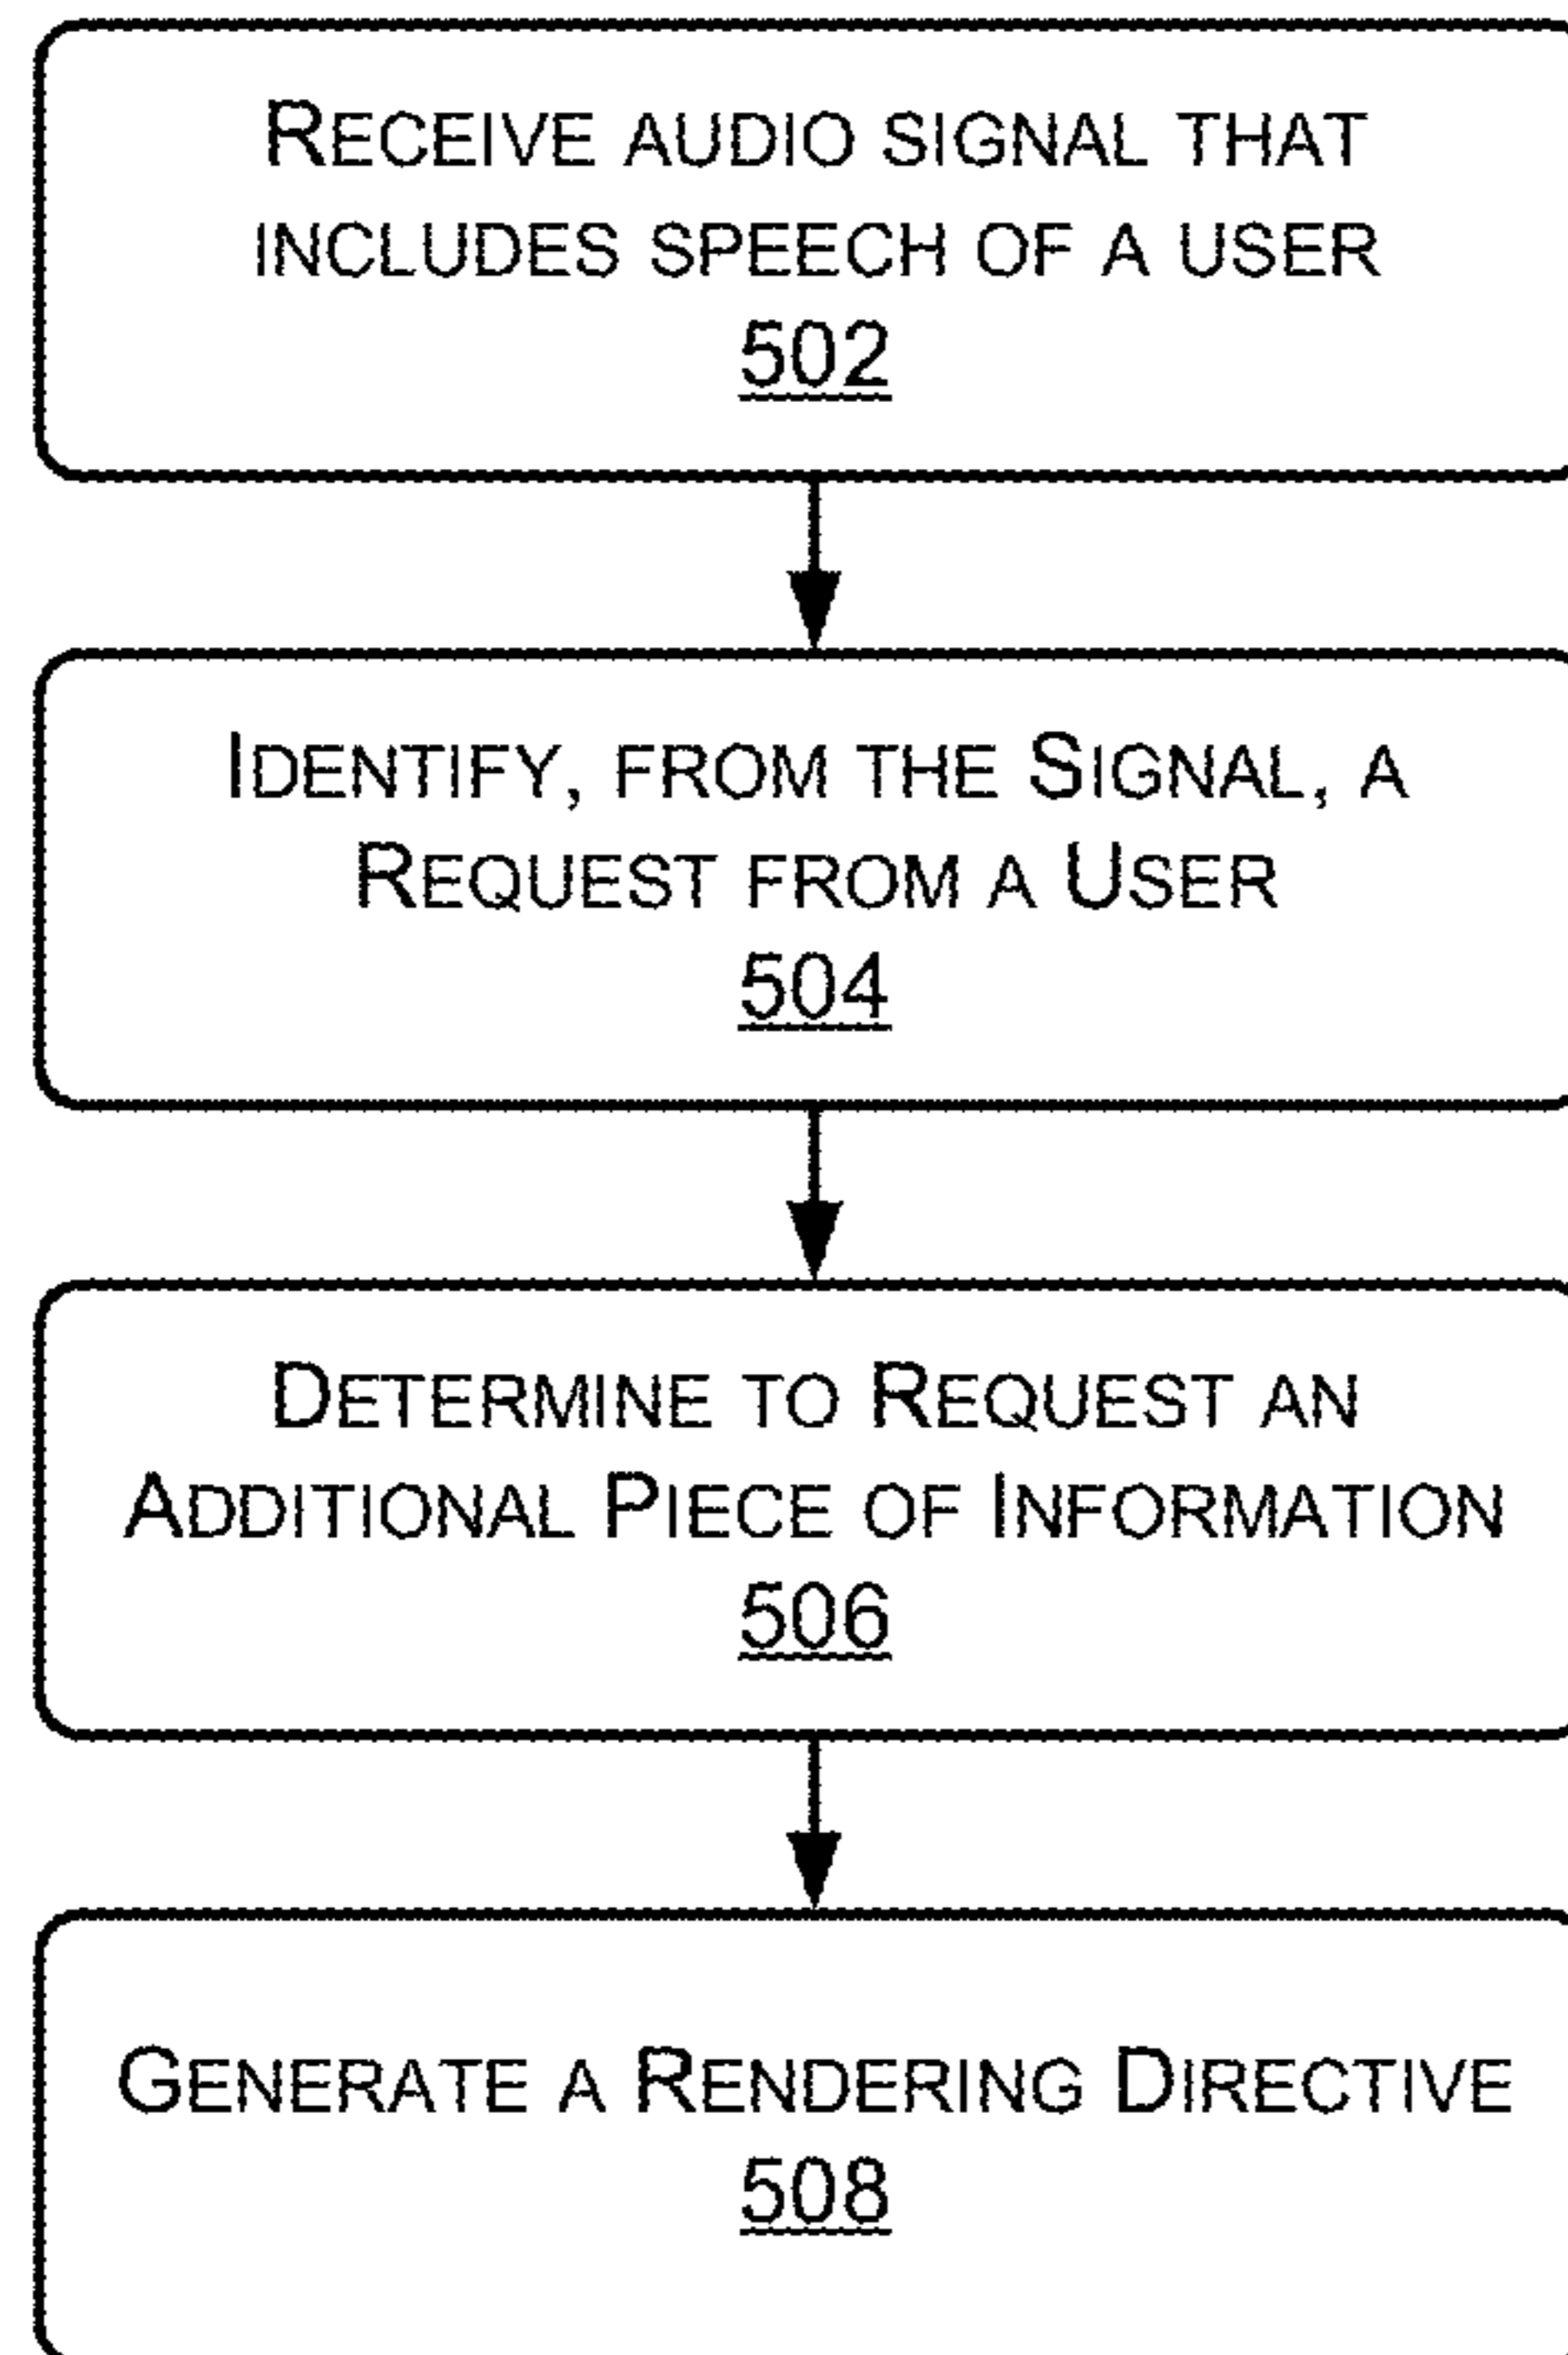 RECEIVE AUDIO SIGNAL THAT
INCLUDES SPEECH OF A USER
502
IDENTIFY, FROM THE SIGNAL, A
REQUEST FROM A USER
504
DETERMINE TO REQUEST AN
ADDITIONAL PIECE OF INFORMATION
506
GENERATE A RENDERING DIRECTIVE
508